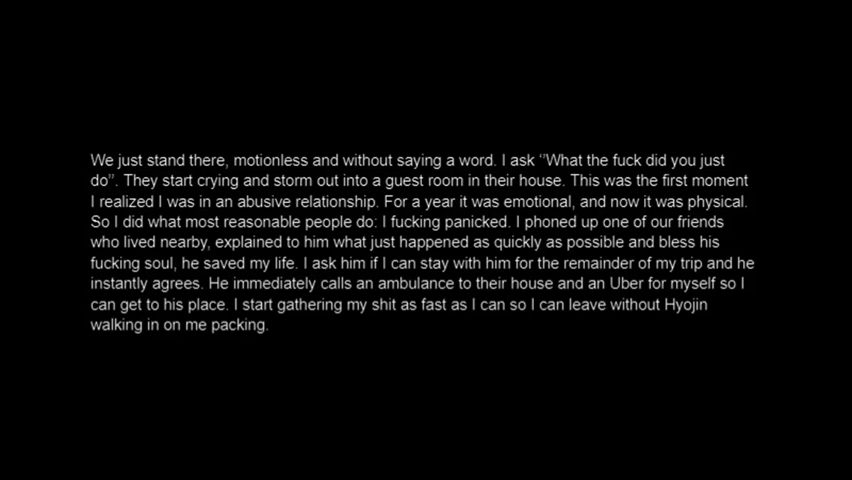 We just stand there, motionless and without saying a word. I ask ‘’What the fuck did you just
do’’. They start crying and storm out into a guest room in their house. This was the first moment
I realized I was in an abusive relationship. For a year it was emotional, and now it was physical.
So I did what most reasonable people do: I fucking panicked. I phoned up one of our friends
who lived nearby, explained to him what just happened as quickly as possible and bless his
fucking soul, he saved my life. I ask him if I can stay with him for the remainder of my trip and he
instantly agrees. He immediately calls an ambulance to their house and an Uber for myself so I
can get to his place. I start gathering my shit as fast as I can so I can leave without Hyojin
walking in on me packing.